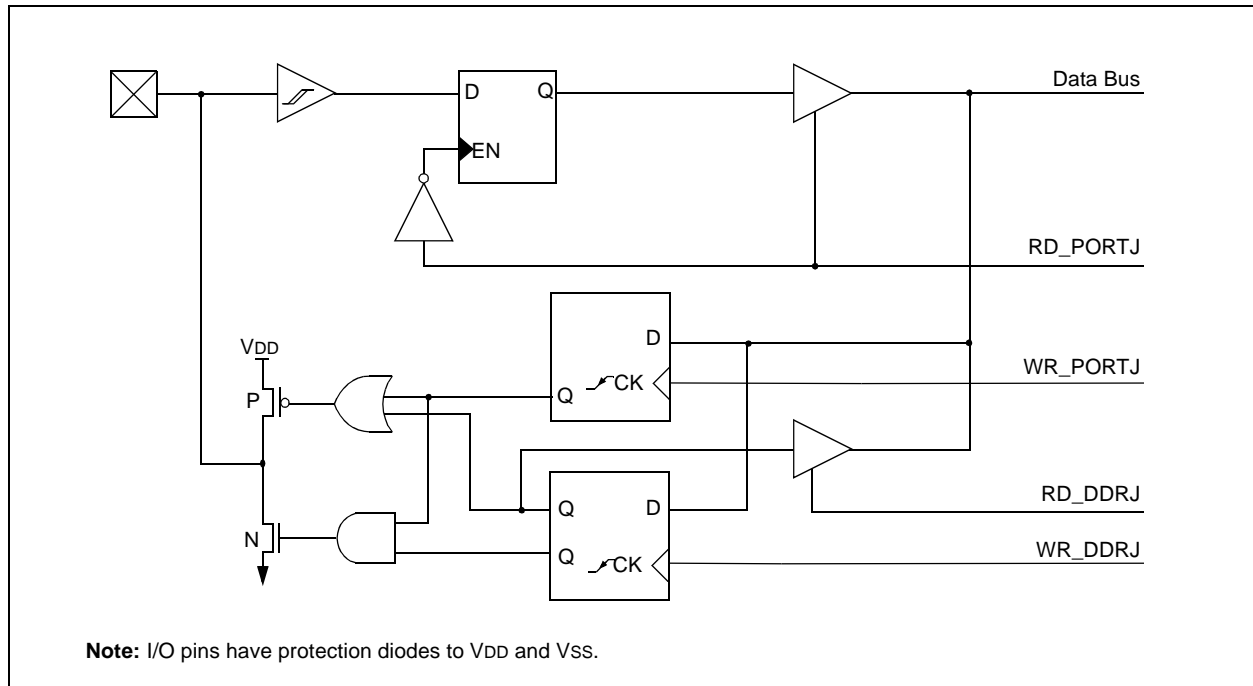 Data Bus
D
Q
EN
RD_PORTJ
D
VDD
WR_PORTJ
CK
P
Q
RD_DDRJ
Q
D
N
Q
CK
WR_DDRJ
Note: I/O pins have protection diodes to VDD and VSS.